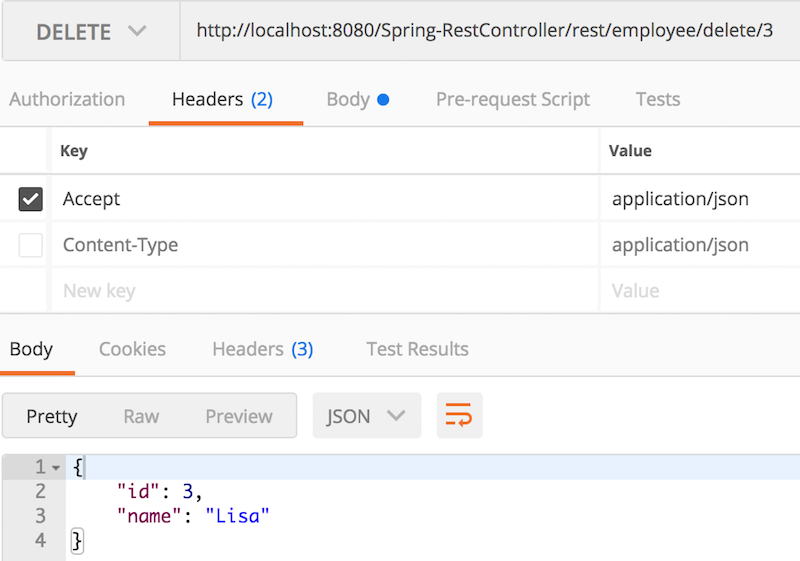 DELETE http://localhost:8080/Spring-RestController/rest/employee/delete/3
Authorization Headers (2) Body Pre-request Script Tests
Key Value
Accept application/json
Content-Type application/json
New key Value
Body Cookies Headers (3) Test Results
Pretty Raw Preview JSON
1 {
2 "id": 3,
3 "name": "Lisa"
4 }